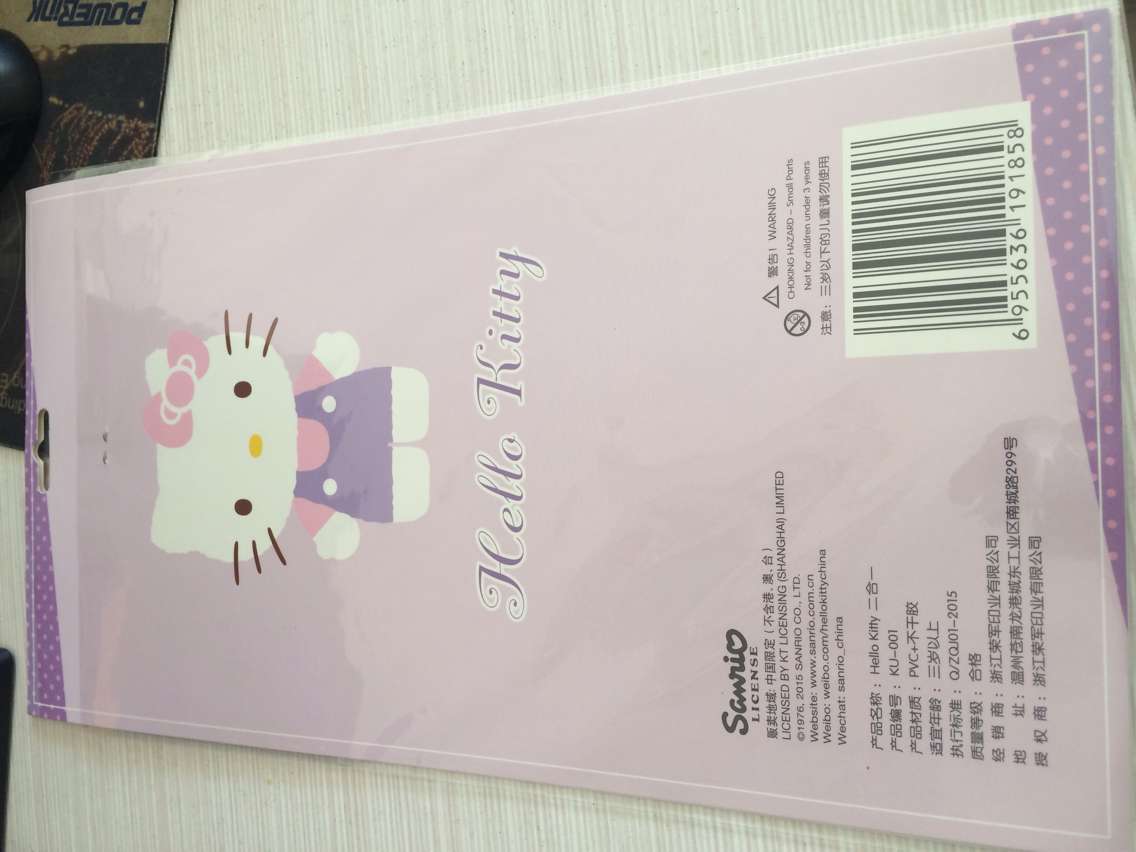 POWERink
Hello Kitty
警告！WARNING
CHOKING HAZARD – Small Parts
Not for children under 3 years
注意：三岁以下的儿童请勿使用
6 955636 191858
Sanrio
LICENSE
贩卖地域: 中国限定（不含港、澳、台）
LICENSED BY KT LICENSING (SHANGHAI) LIMITED
©1976, 2015 SANRIO CO., LTD.
Website: www.sanrio.com.cn
Weibo: weibo.com/hellokittychina
Wechat: sanrio_china
产品名称：Hello Kitty 二合一
产品编号：KU-001
产品材质：PVC+不干胶
适宜年龄：三岁以上
执行标准：Q/ZQJ01-2015
质量等级：合格
经 销 商：浙江荣军印业有限公司
地 址：温州苍南龙港城东工业区南城路299号
授 权 商：浙江荣军印业有限公司